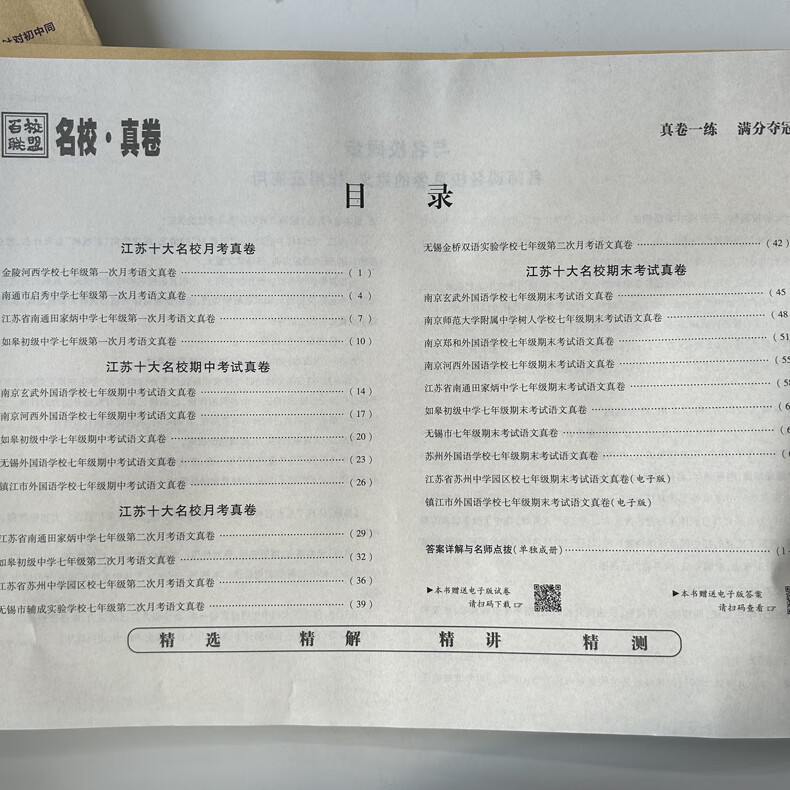 对初中同
百校
联盟
名校·真卷
真卷一练 满分夺冠
目 录
江苏十大名校月考真卷
金陵河西学校七年级第一次月考语文真卷 ( 1 )
南通市启秀中学七年级第一次月考语文真卷 ( 4 )
江苏省南通田家炳中学七年级第一次月考语文真卷 ( 7 )
如皋初级中学七年级第一次月考语文真卷 ( 10 )
江苏十大名校期中考试真卷
南京玄武外国语学校七年级期中考试语文真卷 ( 14 )
南京河西外国语学校七年级期中考试语文真卷 ( 17 )
如皋初级中学七年级期中考试语文真卷 ( 20 )
无锡外国语学校七年级期中考试语文真卷 ( 23 )
镇江市外国语学校七年级期中考试语文真卷 ( 26 )
江苏十大名校月考真卷
江苏省南通田家炳中学七年级第二次月考语文真卷 ( 29 )
如皋初级中学七年级第二次月考语文真卷 ( 32 )
江苏省苏州中学园区校七年级第二次月考语文真卷 ( 36 )
无锡市辅成实验学校七年级第二次月考语文真卷 ( 39 )
无锡金桥双语实验学校七年级第二次月考语文真卷 ( 42 )
江苏十大名校期末考试真卷
南京玄武外国语学校七年级期末考试语文真卷 ( 45
南京师范大学附属中学树人学校七年级期末考试语文真卷 ( 48
南京郑和外国语学校七年级期末考试语文真卷 ( 51
南京河西外国语学校七年级期末考试语文真卷 ( 55
江苏省南通田家炳中学七年级期末考试语文真卷 ( 58
如皋初级中学七年级期末考试语文真卷 ( 6
无锡市七年级期末考试语文真卷 ( 6
苏州外国语学校七年级期末考试语文真卷 (
江苏省苏州中学园区校七年级期末考试语文真卷(电子版)
镇江市外国语学校七年级期末考试语文真卷(电子版)
答案详解与名师点拨(单独成册) ( 1
▶本书赠送电子版试卷
请扫码下载☞
▶本书赠送电子版答案
请扫码查看☞
精 选 精 解 精 讲 精 测